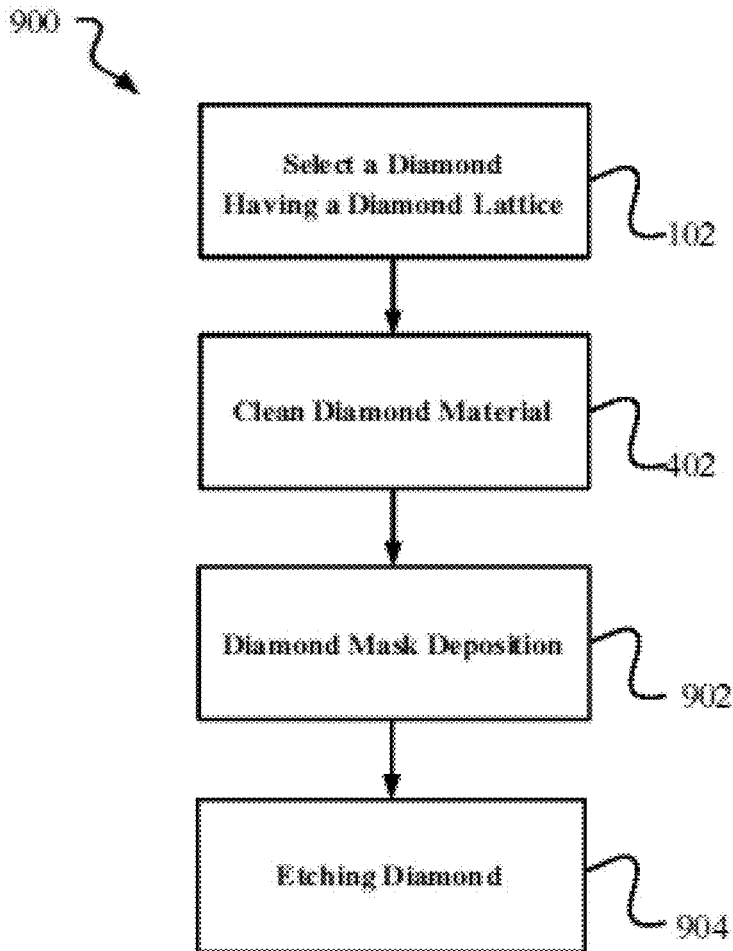 900
Select a Diamond
Having a Diamond Lattice
102
Clean Diamond Material
402
Diamond Mask Deposition
902
Etching Diamond
904